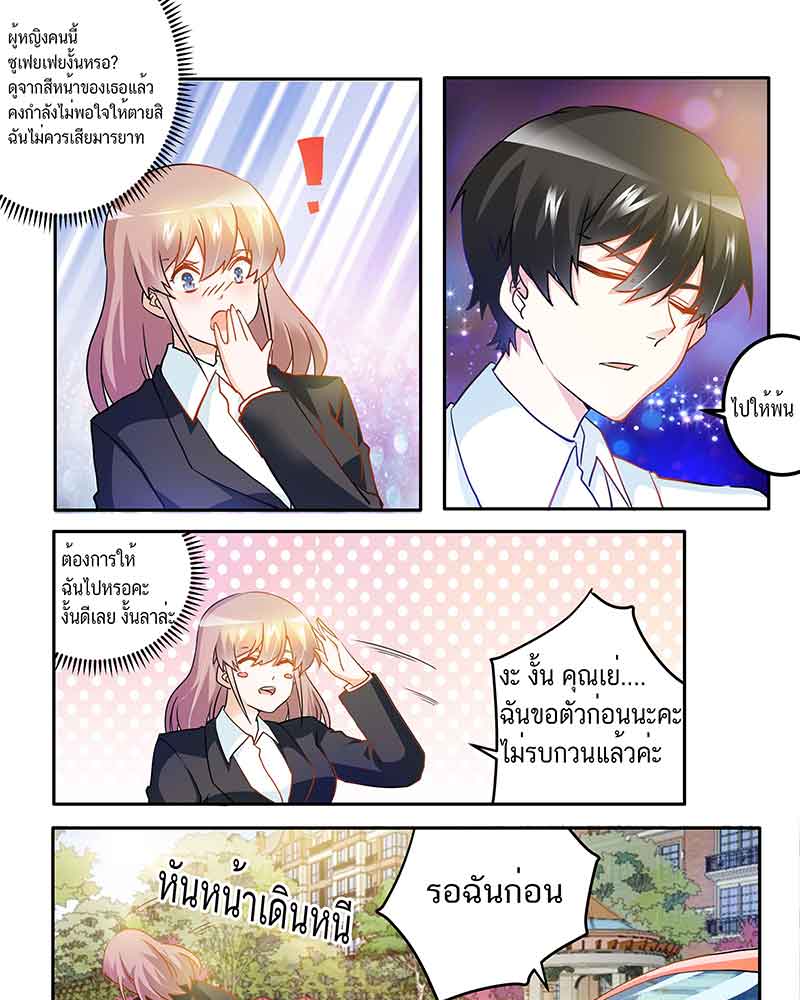 ผู้หญิงคนนี้
ซูเฟยเฟยงั้นหรอ?
ดูจากสีหน้าของเธอแล้ว
คงกำลังไม่พอใจให้ตายสิ
ฉันไม่ควรเสียมารยาท
!
ไปให้พ้น
ต้องการให้
ฉันไปหรอคะ
งั้นดีเลย งั้นลาล่ะ
งะ งั้น คุณเย่....
ฉันขอตัวก่อนนะคะ
ไม่รบกวนแล้วค่ะ
หันหน้าเดินหนี
รอฉันก่อน